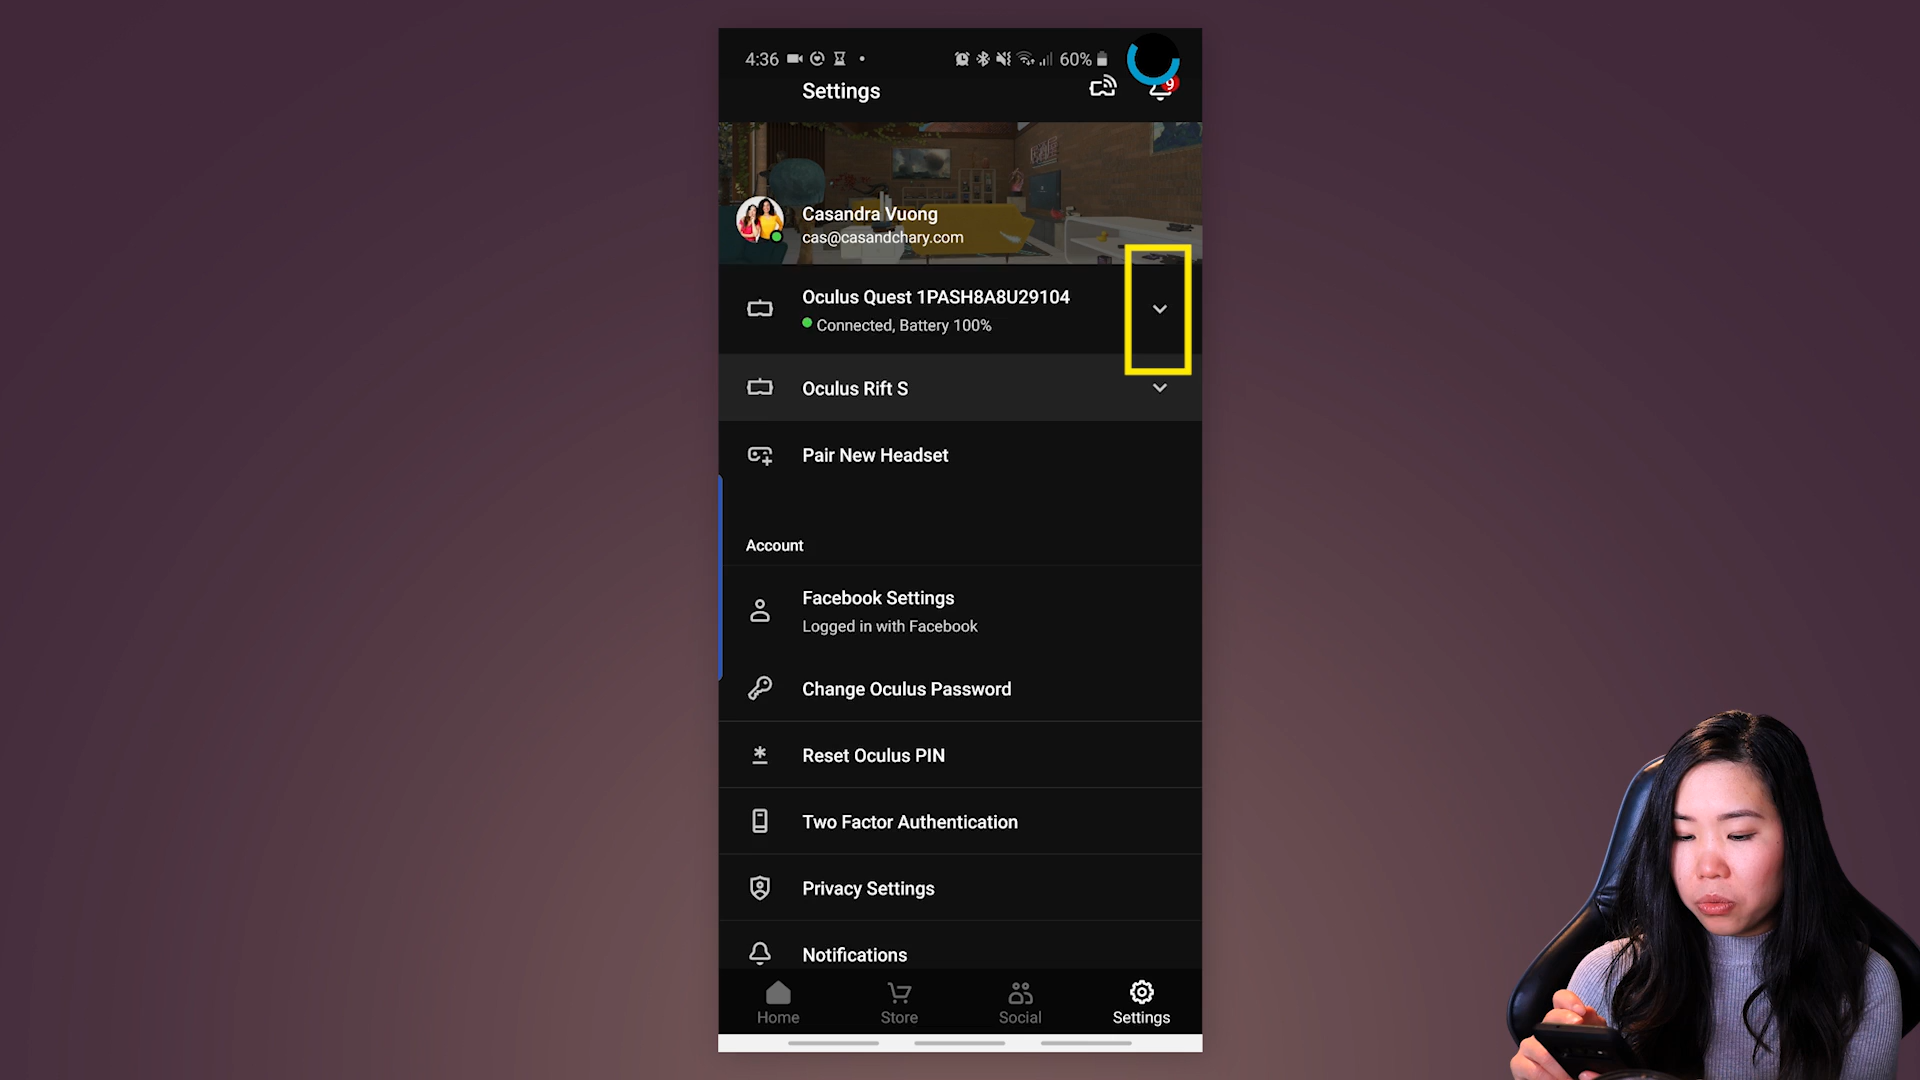 4:36
60%
Settings
9
Casandra Vuong
cas@casandchary.com
Oculus Quest 1PASH8A8U29104
Connected, Battery 100%
Oculus Rift S
Pair New Headset
Account
Facebook Settings
Logged in with Facebook
Change Oculus Password
Reset Oculus PIN
Two Factor Authentication
Privacy Settings
Notifications
Home
Store
Social
Settings